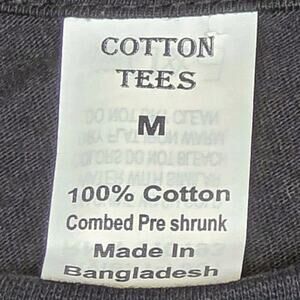 COTTON
TEES
M
100% Cotton
Combed Pre shrunk
Made In
Bangladesh